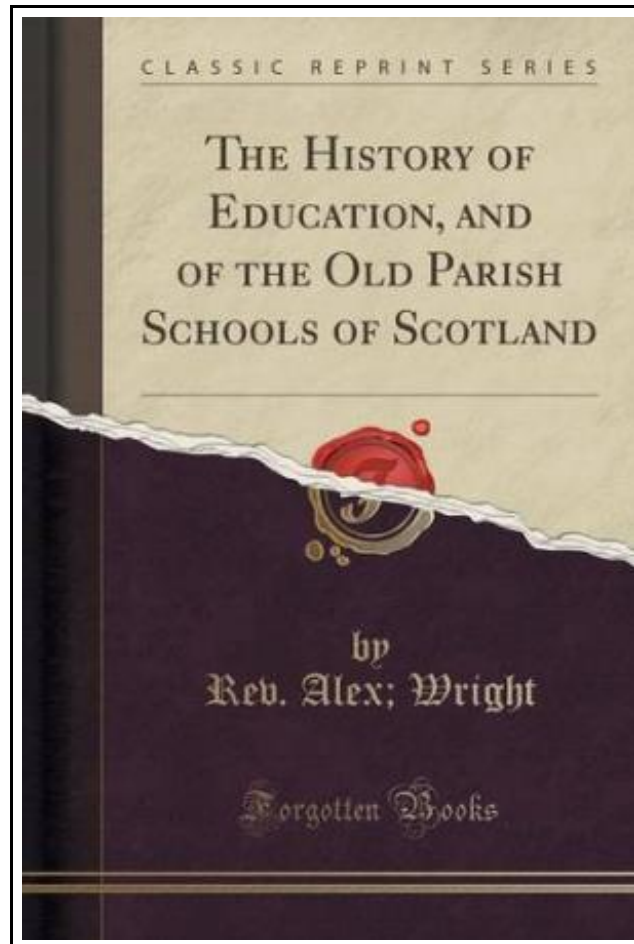 CLASSIC REPRINT SERIES
THE HISTORY OF
EDUCATION, AND
OF THE OLD PARISH
SCHOOLS OF SCOTLAND
by
Rev. Alex; Wright
Forgotten Books